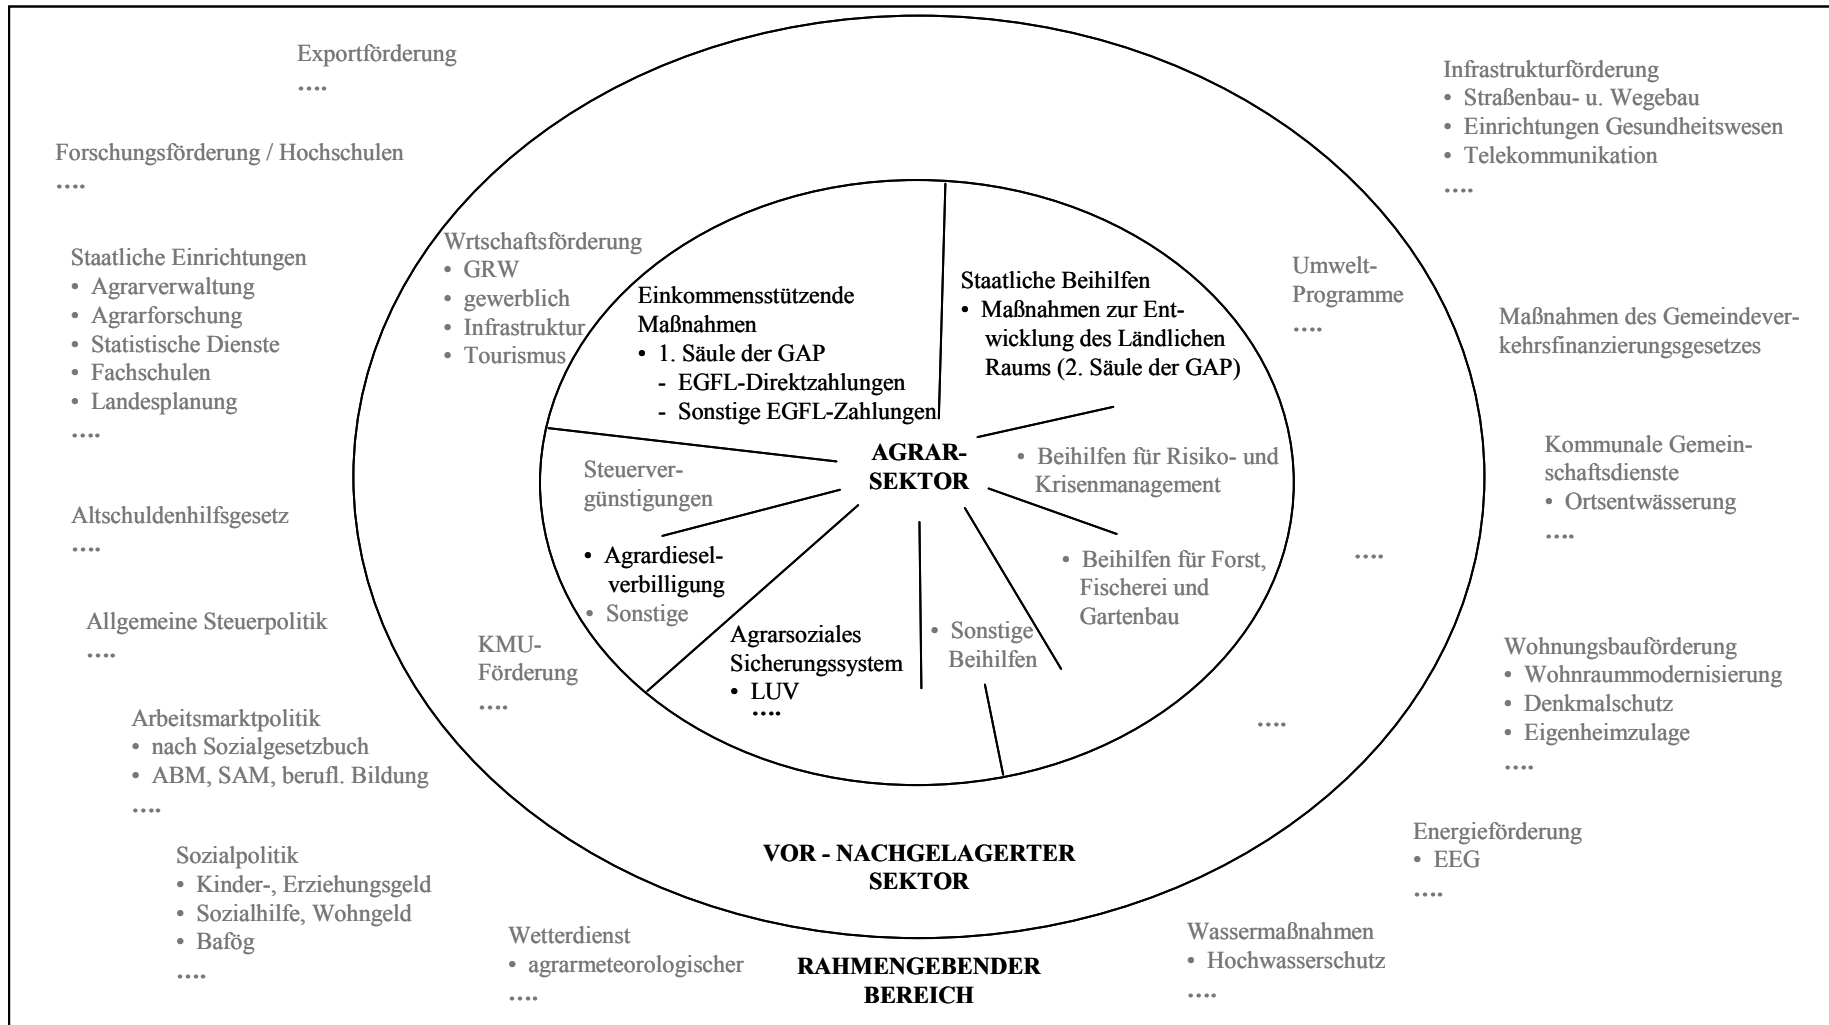 Exportförderung
....
Forschungsförderung / Hochschulen
....
Staatliche Einrichtungen
• Agrarverwaltung
• Agrarforschung
• Statistische Dienste
• Fachschulen
• Landesplanung
....
Altschuldenhilfsgesetz
....
Allgemeine Steuerpolitik
....
Arbeitsmarktpolitik
• nach Sozialgesetzbuch
• ABM, SAM, berufl. Bildung
....
Sozialpolitik
• Kinder-, Erziehungsgeld
• Sozialhilfe, Wohngeld
• Bafög
....
Wetterdienst
• agrarmeteorologischer
....
Wrtschaftsförderung
• GRW
• gewerblich
• Infrastruktur
• Tourismus
KMU-
Förderung
....
Einkommensstützende
Maßnahmen
• 1. Säule der GAP
- EGFL-Direktzahlungen
- Sonstige EGFL-Zahlungen
Steuerver-
günstigungen
• Agrardiesel-
verbilligung
• Sonstige
Agrarsoziales
Sicherungssystem
• LUV
....
AGRAR-
SEKTOR
Staatliche Beihilfen
• Maßnahmen zur Ent-
wicklung des Ländlichen
Raums (2. Säule der GAP)
• Beihilfen für Risiko- und
Krisenmanagement
• Beihilfen für Forst,
Fischerei und
Gartenbau
• Sonstige
Beihilfen
Umwelt-
Programme
....
....
....
VOR - NACHGELAGERTER
SEKTOR
RAHMENGEBENDER
BEREICH
Infrastrukturförderung
• Straßenbau- u. Wegebau
• Einrichtungen Gesundheitswesen
• Telekommunikation
....
Maßnahmen des Gemeindever-
kehrsfinanzierungsgesetzes
Kommunale Gemein-
schaftsdienste
• Ortsentwässerung
....
Wohnungsbauförderung
• Wohnraummodernisierung
• Denkmalschutz
• Eigenheimzulage
....
Energieförderung
• EEG
....
Wassermaßnahmen
• Hochwasserschutz
....